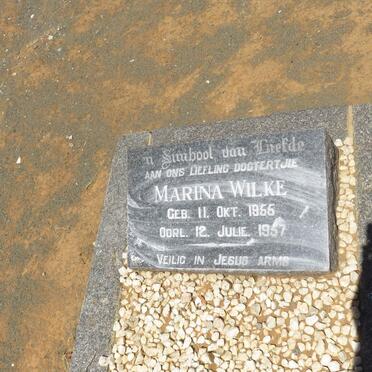 'n Simbool van Liefde
AAN ONS LIEFLING DOGTERTJIE
MARINA WILKE
GEB. 11. OKT. 1956
OORL. 12. JULIE. 1957
VEILIG IN JESUS ARMS